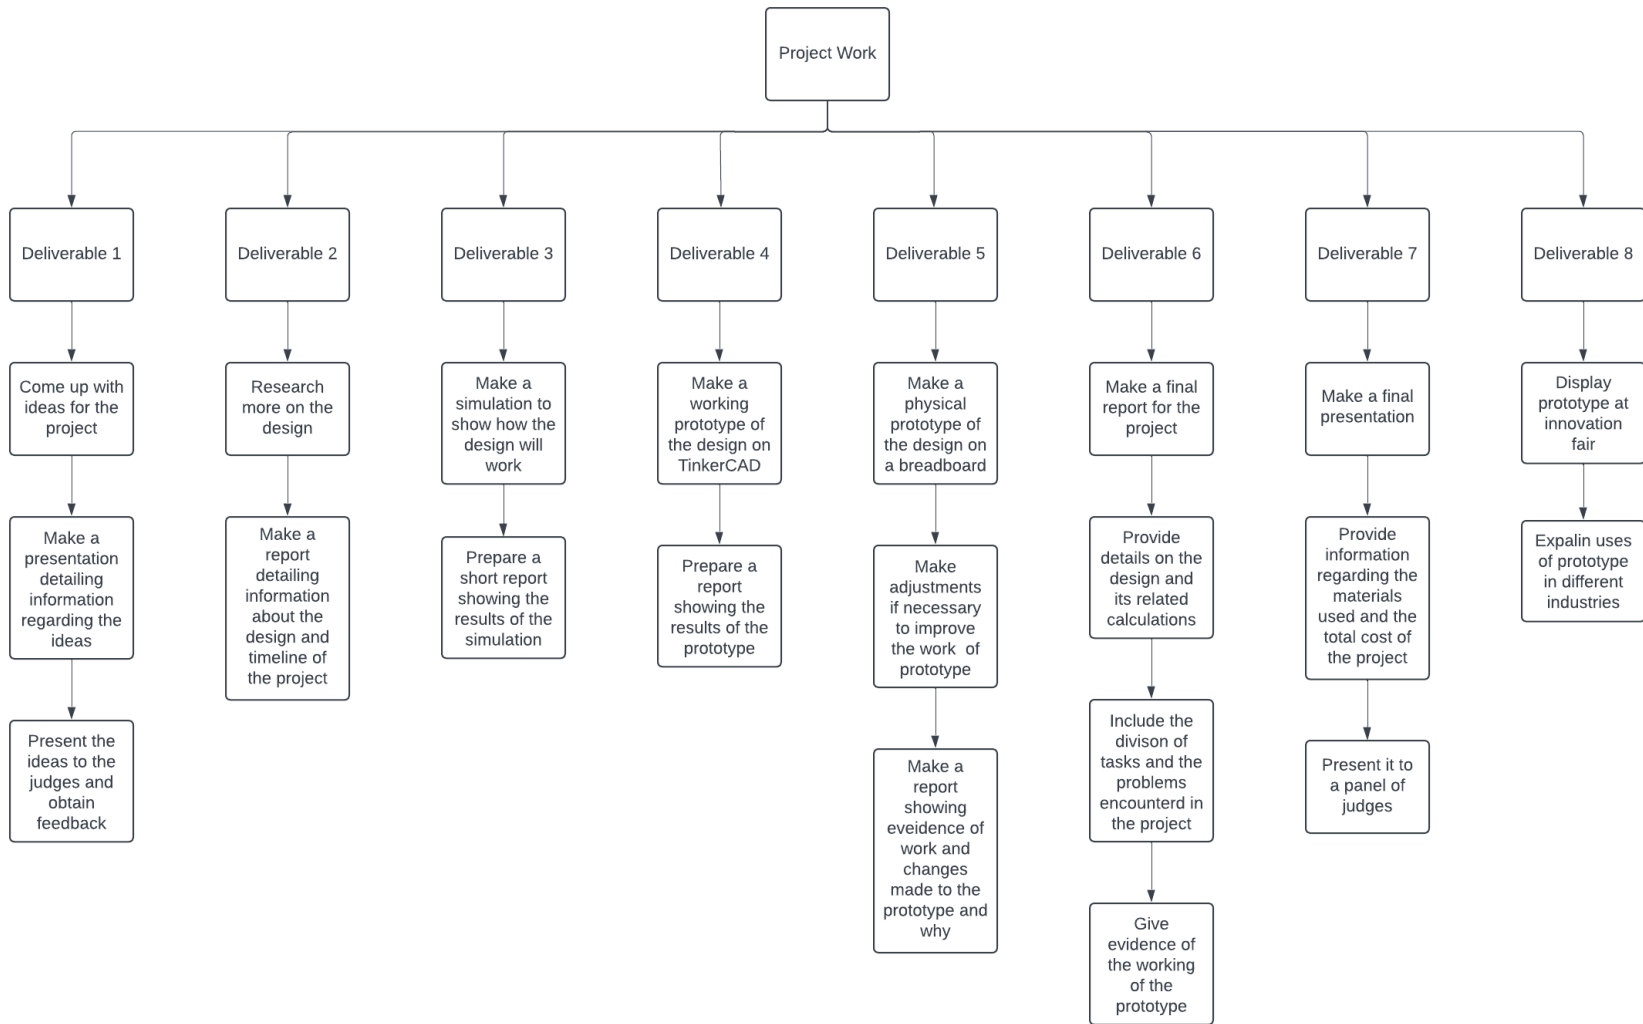 Project Work
Deliverable 1
Deliverable 2
Deliverable 3
Deliverable 4
Deliverable 5
Deliverable 6
Deliverable 7
Deliverable 8
Come up with
ideas for the
project
Make a
presentation
detailing
information
regarding the
ideas
Present the
ideas to the
judges and
obtain
feedback
Research
more on the
design
Make a
report
detailing
information
about the
design and
timeline of
the project
Make a
simulation to
show how the
design will
work
Prepare a
short report
showing the
results of the
simulation
Make a
working
prototype of
the design on
TinkerCAD
Prepare a
report
showing the
results of the
prototype
Make a
physical
prototype of
the design on
a breadboard
Make
adjustments
if necessary
to improve
the work of
prototype
Make a
report
showing
eveidence of
work and
changes
made to the
prototype and
why
Make a final
report for the
project
Provide
details on the
design and
its related
calculations
Include the
divison of
tasks and the
problems
encounterd in
the project
Give
evidence of
the working
of the
prototype
Make a final
presentation
Provide
information
regarding the
materials
used and the
total cost of
the project
Present it to
a panel of
judges
Display
prototype at
innovation
fair
Expalin uses
of prototype
in different
industries